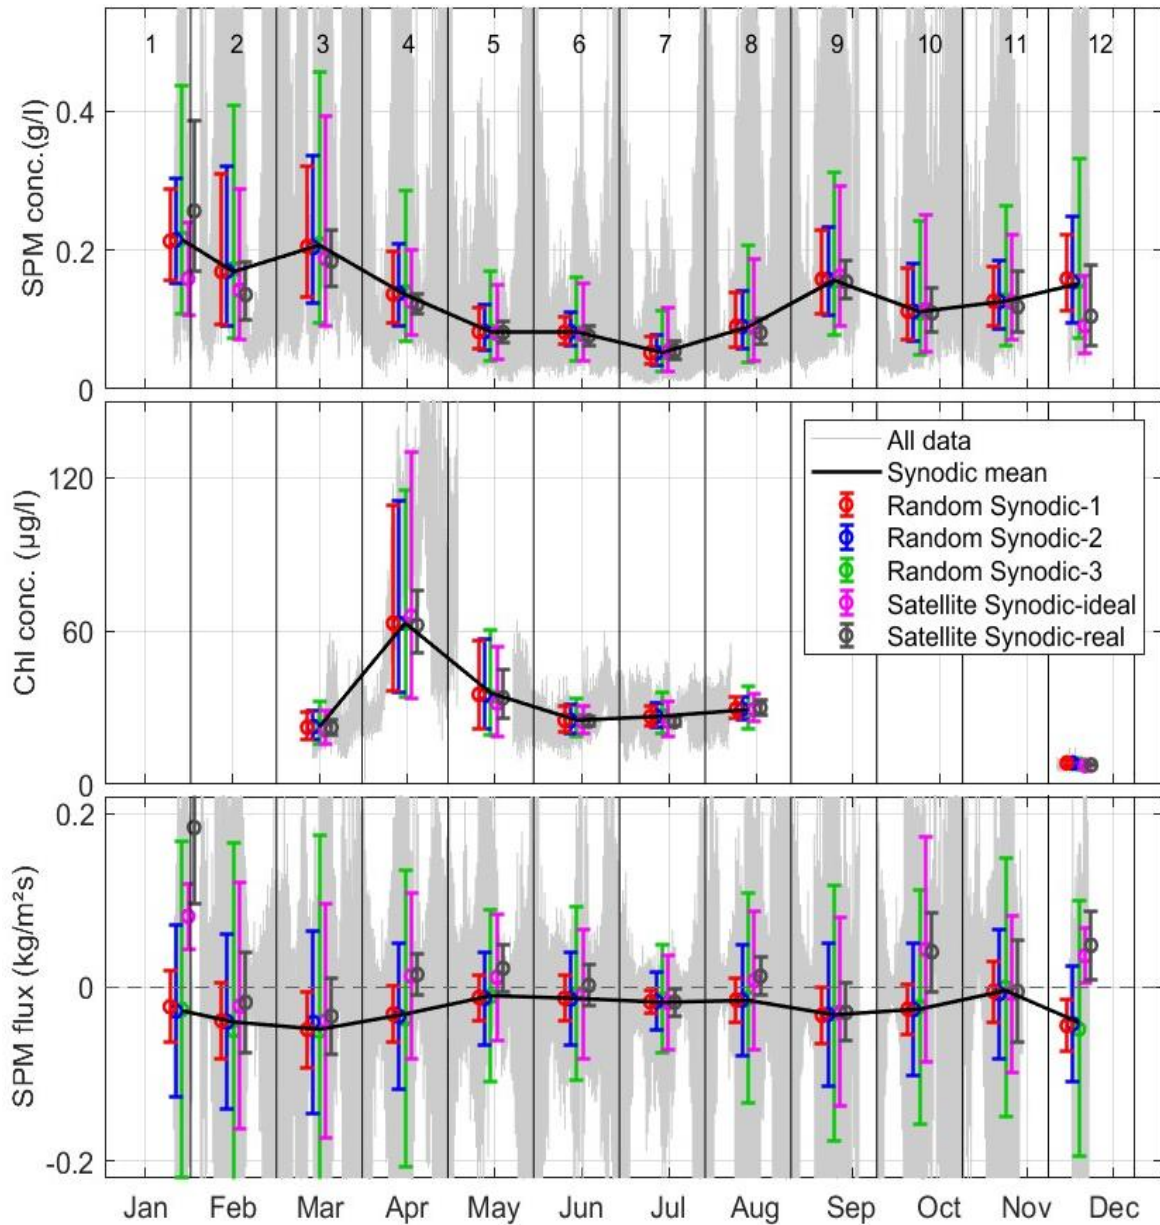 1 2 3 4 5 6 7 8 9 10 11 12
SPM conc.(g/l)
0.4
0.2
0
Chl conc. (µg/l)
120
60
0
All data
Synodic mean
Random Synodic-1
Random Synodic-2
Random Synodic-3
Satellite Synodic-ideal
Satellite Synodic-real
SPM flux (kg/m²s)
0.2
0
-0.2
Jan Feb Mar Apr May Jun Jul Aug Sep Oct Nov Dec